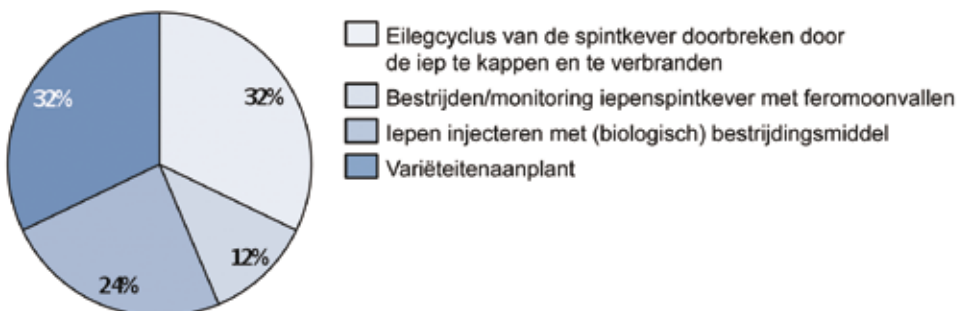 32%
32%
12%
24%
Eilegcyclus van de spintkever doorbreken door
de iep te kappen en te verbranden
Bestrijden/monitoring iepenspintkever met feromoonvallen
Iepen injecteren met (biologisch) bestrijdingsmiddel
Variëteitenaanplant